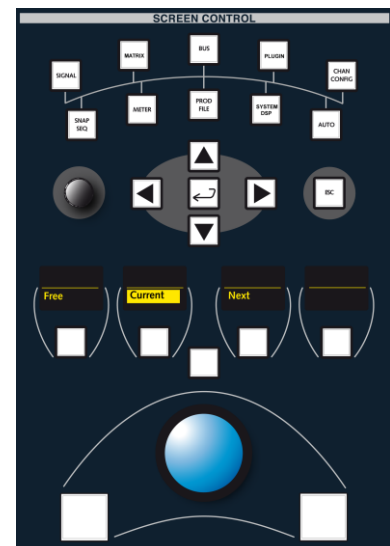 SCREEN CONTROL
BUS
MATRIX
PLUGIN
SIGNAL
CHAN
CONFIG
METER
PROD
FILE
SYSTEM
DSP
SNAP
SEQ
AUTO
ESC
Free
Current
Next